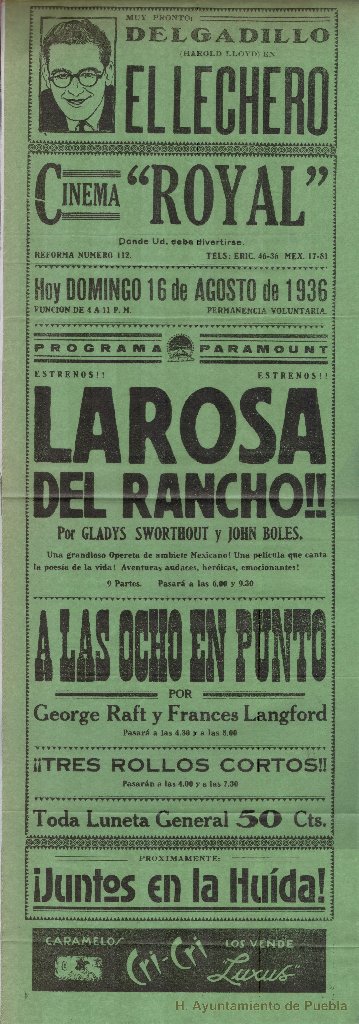 MUY PRONTO:
DELGADILLO
(HAROLD LLOYD) EN
EL LECHERO
CINEMA "ROYAL"
Donde Ud. debe divertirse.
REFORMA NUMERO 112. TELS: ERIC. 46-36 MEX. 17-81
Hoy DOMINGO 16 de AGOSTO de 1936
FUNCION DE 4 A 11 P. M. PERMANENCIA VOLUNTARIA.
PROGRAMA PARAMOUNT
ESTRENOS!! ESTRENOS!!
LA ROSA
DEL RANCHO!!
Por GLADYS SWORTHOUT y JOHN BOLES.
Una grandioso Opereta de ambiete Mexicano! Una película que canta
la poesía de la vida! Aventuras audaces, heróicas, emocionantes!
9 Partes. Pasará a las 6.00 y 9.30
A LAS OCHO EN PUNTO
POR
George Raft y Frances Langford
Pasará a las 4.30 y a las 8.00
¡¡TRES ROLLOS CORTOS!!
Pasarán a las 4.00 y a las 7.30
Toda Luneta General 50 Cts.
PROXIMAMENTE:
¡Juntos en la Huída!
CARAMELOS Cri-Cri LOS VENDE "Luxus"
H. Ayuntamiento de Puebla